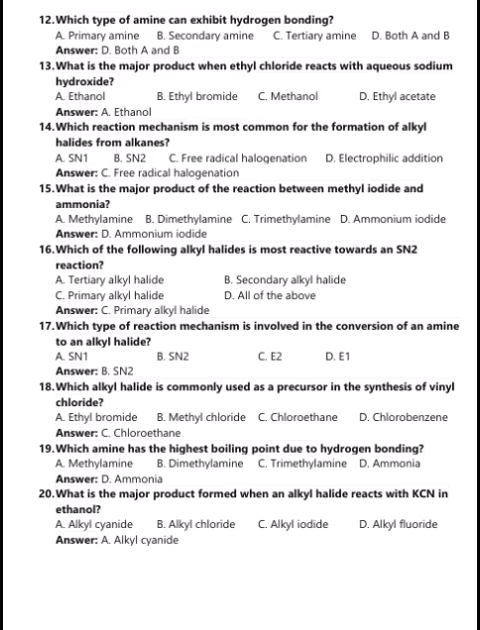 12. Which type of amine can exhibit hydrogen bonding?
A. Primary amine B. Secondary amine C. Tertiary amine D. Both A and B
Answer: D. Both A and B
13. What is the major product when ethyl chloride reacts with aqueous sodium
hydroxide?
A. Ethanol B. Ethyl bromide C. Methanol D. Ethyl acetate
Answer: A. Ethanol
14. Which reaction mechanism is most common for the formation of alkyl
halides from alkanes?
A. SN1 B. SN2 C. Free radical halogenation D. Electrophilic addition
Answer: C. Free radical halogenation
15. What is the major product of the reaction between methyl iodide and
ammonia?
A. Methylamine B. Dimethylamine C. Trimethylamine D. Ammonium iodide
Answer: D. Ammonium iodide
16. Which of the following alkyl halides is most reactive towards an SN2
reaction?
A. Tertiary alkyl halide B. Secondary alkyl halide
C. Primary alkyl halide D. All of the above
Answer: C. Primary alkyl halide
17. Which type of reaction mechanism is involved in the conversion of an amine
to an alkyl halide?
A. SN1 B. SN2 C. E2 D. E1
Answer: B. SN2
18. Which alkyl halide is commonly used as a precursor in the synthesis of vinyl
chloride?
A. Ethyl bromide B. Methyl chloride C. Chloroethane D. Chlorobenzene
Answer: C. Chloroethane
19. Which amine has the highest boiling point due to hydrogen bonding?
A. Methylamine B. Dimethylamine C. Trimethylamine D. Ammonia
Answer: D. Ammonia
20. What is the major product formed when an alkyl halide reacts with KCN in
ethanol?
A. Alkyl cyanide B. Alkyl chloride C. Alkyl iodide D. Alkyl fluoride
Answer: A. Alkyl cyanide